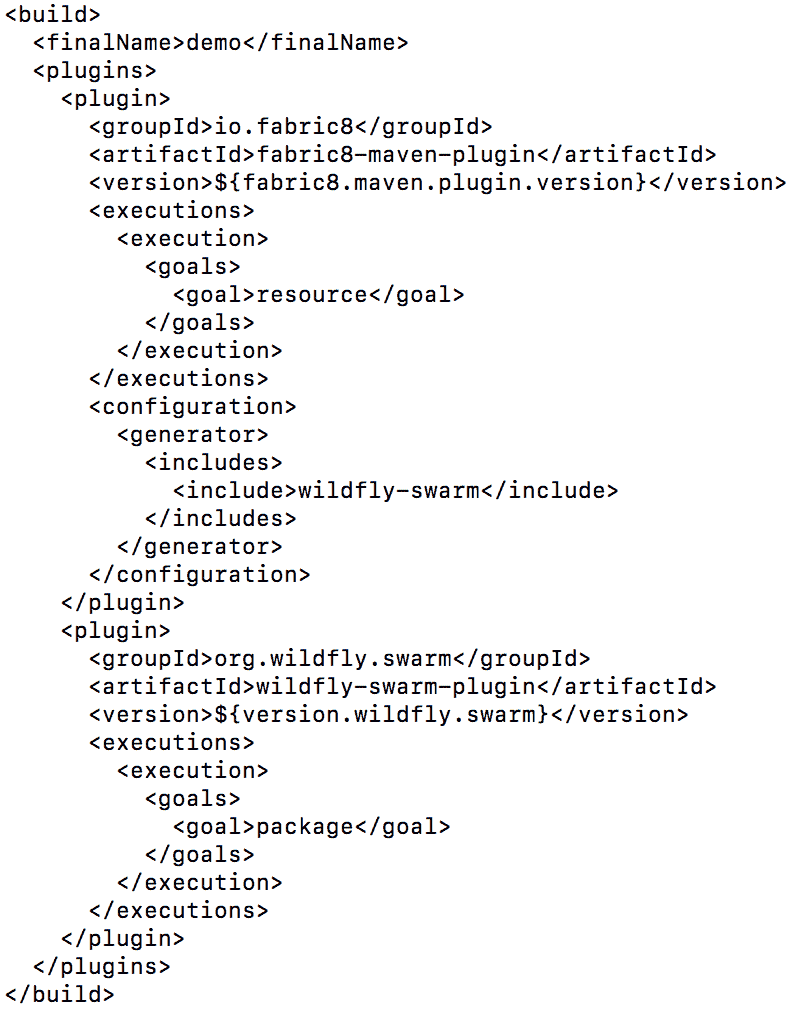 <build>
  <finalName>demo</finalName>
  <plugins>
    <plugin>
      <groupId>io.fabric8</groupId>
      <artifactId>fabric8-maven-plugin</artifactId>
      <version>${fabric8.maven.plugin.version}</version>
      <executions>
        <execution>
          <goals>
            <goal>resource</goal>
          </goals>
        </execution>
      </executions>
      <configuration>
        <generator>
          <includes>
            <include>wildfly-swarm</include>
          </includes>
        </generator>
      </configuration>
    </plugin>
    <plugin>
      <groupId>org.wildfly.swarm</groupId>
      <artifactId>wildfly-swarm-plugin</artifactId>
      <version>${version.wildfly.swarm}</version>
      <executions>
        <execution>
          <goals>
            <goal>package</goal>
          </goals>
        </execution>
      </executions>
    </plugin>
  </plugins>
</build>